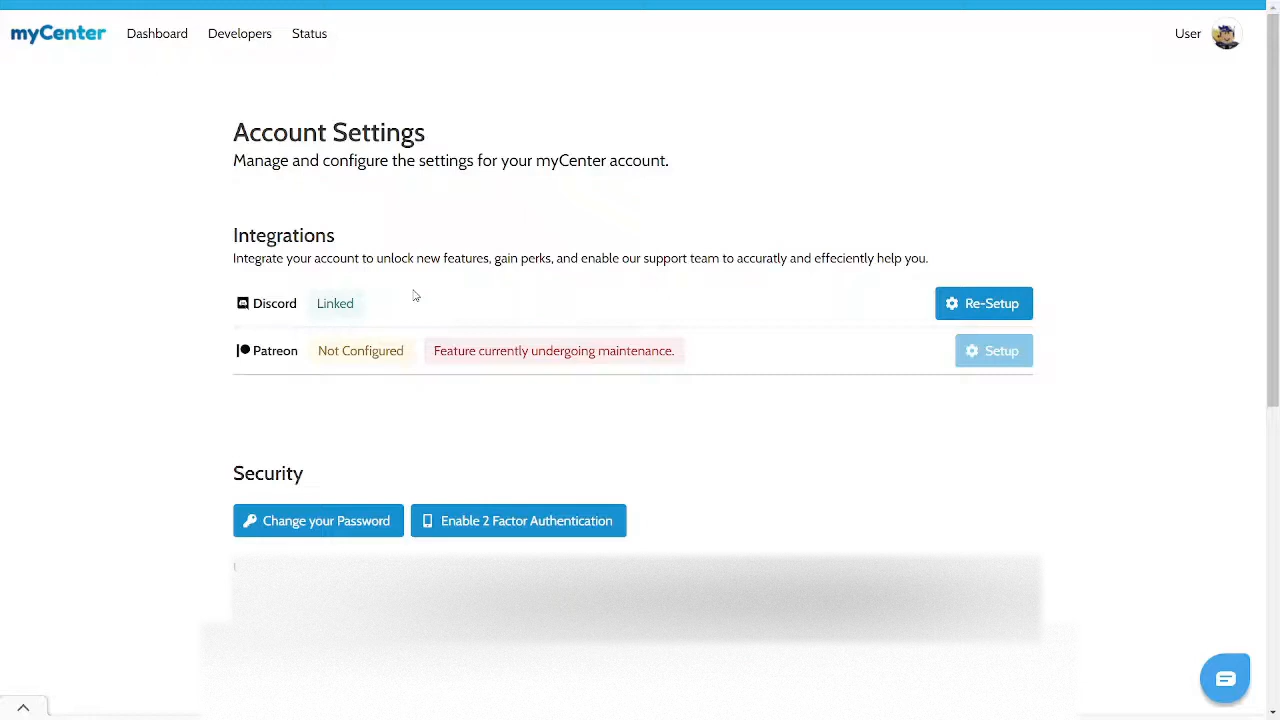 myCenter Dashboard Developers Status User
Account Settings
Manage and configure the settings for your myCenter account.
Integrations
Integrate your account to unlock new features, gain perks, and enable our support team to accuratly and effeciently help you.
Discord Linked Re-Setup
Patreon Not Configured Feature currently undergoing maintenance. Setup
Security
Change your Password Enable 2 Factor Authentication